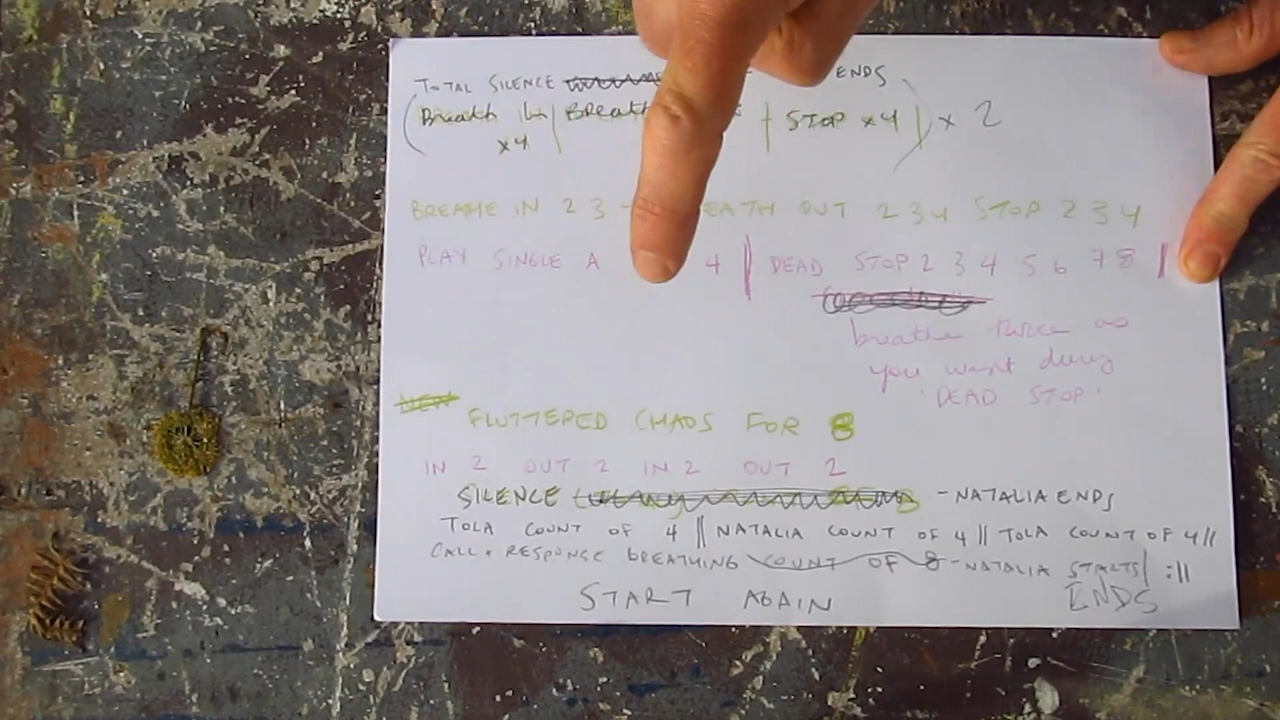 TOTAL SILENCE ENDS
(Breath in | BREATH | STOP x4 |) x 2
x4
BREATHE IN 2 3 EATH OUT 2 3 4 STOP 2 3 4
PLAY SINGLE A 4 || DEAD STOP 2 3 4 5 6 7 8 |
breathe twice as
you want during
'DEAD STOP'
NEW
FLUTTERED CHAOS FOR 8
IN 2 OUT 2 IN 2 OUT 2
SILENCE - NATALIA ENDS
TOLA COUNT OF 4 || NATALIA COUNT OF 4 || TOLA COUNT OF 4 ||
CALL + RESPONSE BREATHING COUNT OF 8 - NATALIA STARTS | :||
START AGAIN ENDS